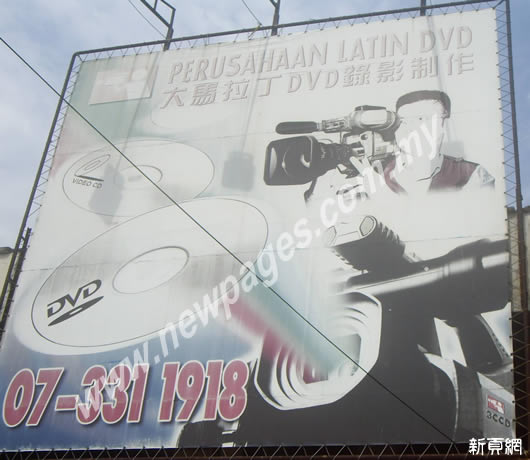 PERUSAHAAN LATIN DVD
大馬拉丁DVD錄影制作
VIDEO CD
DVD
www.newpages.com.my
07-331 1918
3CCD
新頁網